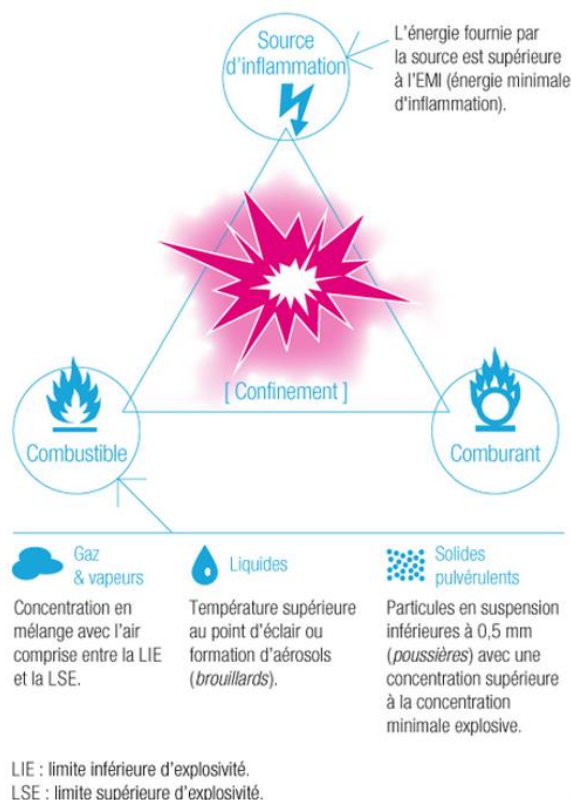 Source
d'inflammation
L'énergie fournie par
la source est supérieure
à l'EMI (énergie minimale
d'inflammation).
[ Confinement ]
Combustible
Comburant
Gaz
& vapeurs
Concentration en
mélange avec l'air
comprise entre la LIE
et la LSE.
Liquides
Température supérieure
au point d'éclair ou
formation d'aérosols
(brouillards).
Solides
pulvérulents
Particules en suspension
inférieures à 0,5 mm
(poussières) avec une
concentration supérieure
à la concentration
minimale explosive.
LIE : limite inférieure d'explosivité.
LSE : limite supérieure d'explosivité.